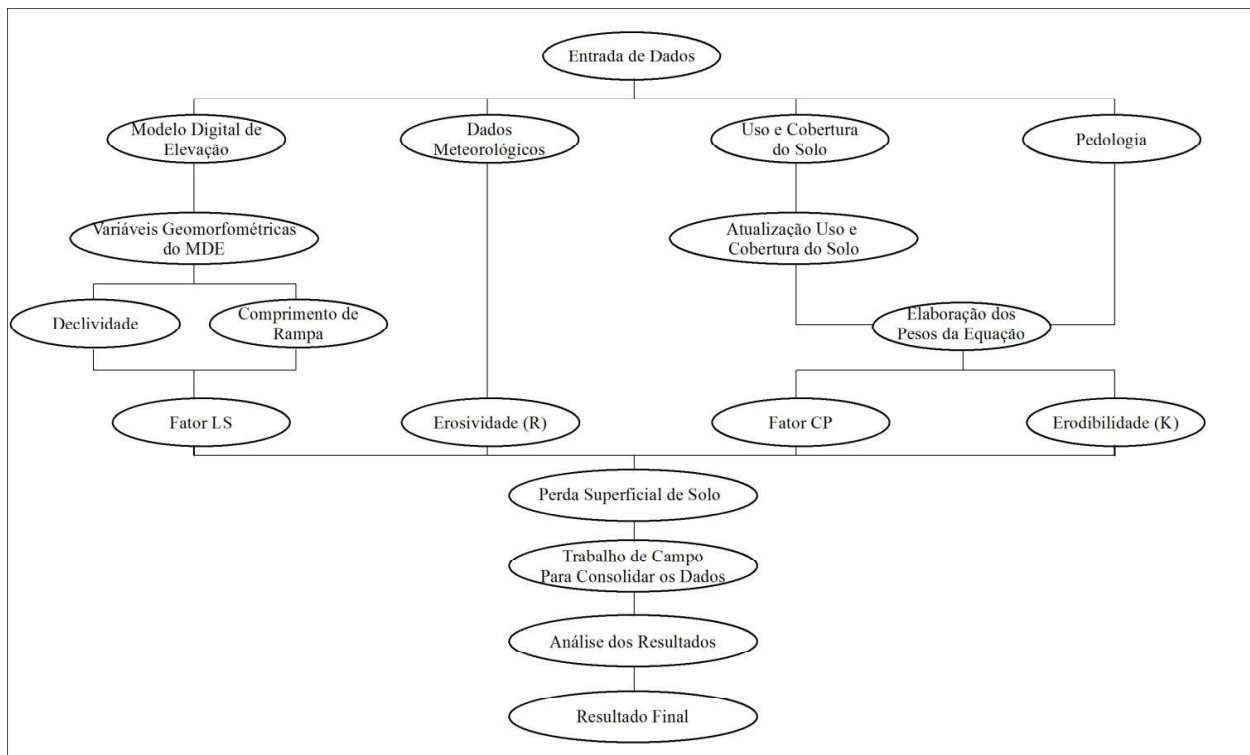 Entrada de Dados
Modelo Digital de
Elevação
Dados
Meteorológicos
Uso e Cobertura
do Solo
Pedologia
Variáveis Geomorfométricas
do MDE
Atualização Uso e
Cobertura do Solo
Declividade
Comprimento de
Rampa
Elaboração dos
Pesos da Equação
Fator LS
Erosividade (R)
Fator CP
Erodibilidade (K)
Perda Superficial de Solo
Trabalho de Campo
Para Consolidar os Dados
Análise dos Resultados
Resultado Final